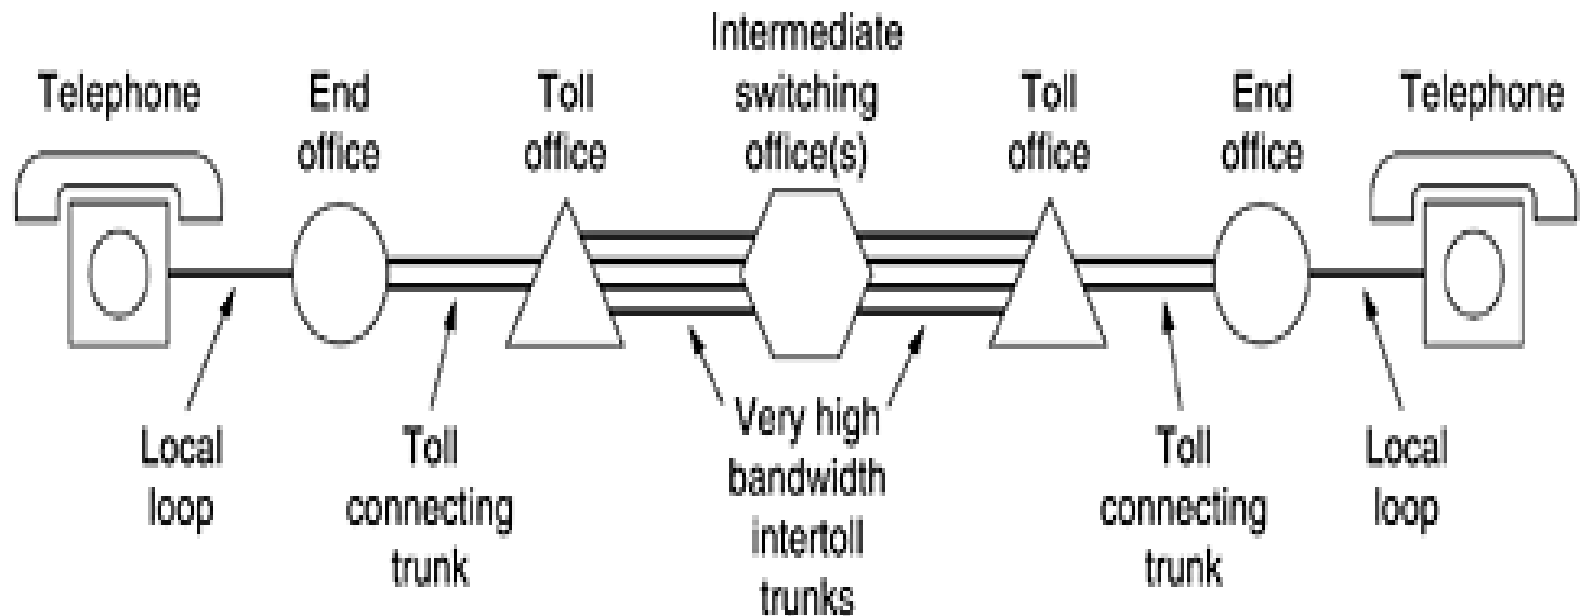 Telephone
End
office
Toll
office
Intermediate
switching
office(s)
Toll
office
End
office
Telephone
Local
loop
Toll
connecting
trunk
Very high
bandwidth
intertoll
trunks
Toll
connecting
trunk
Local
loop